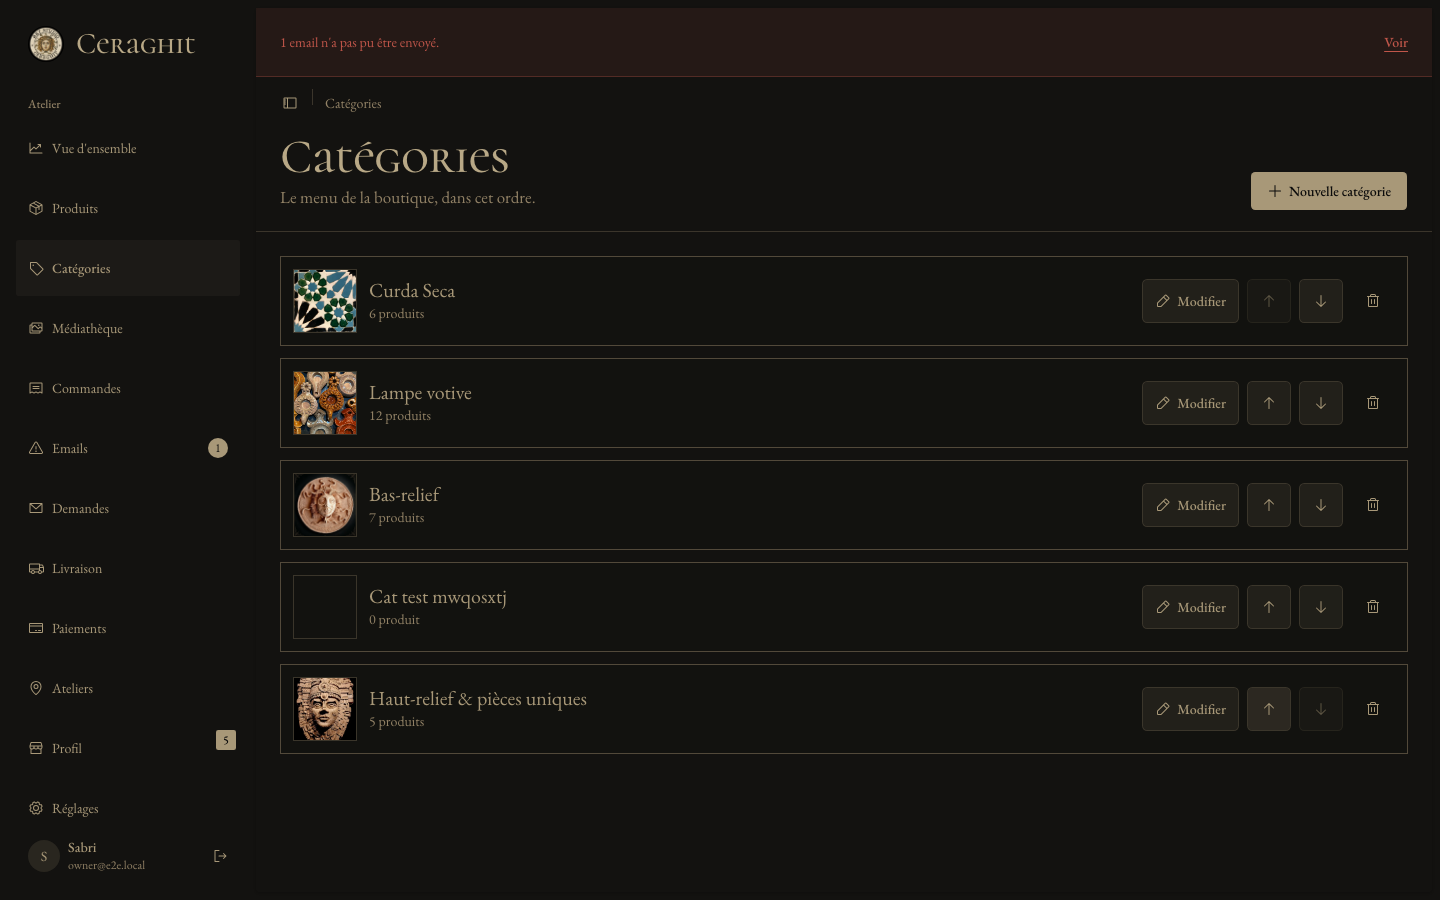 Ceraghit
Atelier
Vue d'ensemble
Produits
Catégories
Médiathèque
Commandes
Emails
1
Demandes
Livraison
Paiements
Ateliers
Profil
5
Réglages
S
Sabri
owner@e2e.local
1 email n'a pas pu être envoyé.
Voir
Catégories
Catégories
Le menu de la boutique, dans cet ordre.
Nouvelle catégorie
Curda Seca
6 produits
Modifier
Lampe votive
12 produits
Modifier
Bas-relief
7 produits
Modifier
Cat test mwqosxtj
0 produit
Modifier
Haut-relief & pièces uniques
5 produits
Modifier